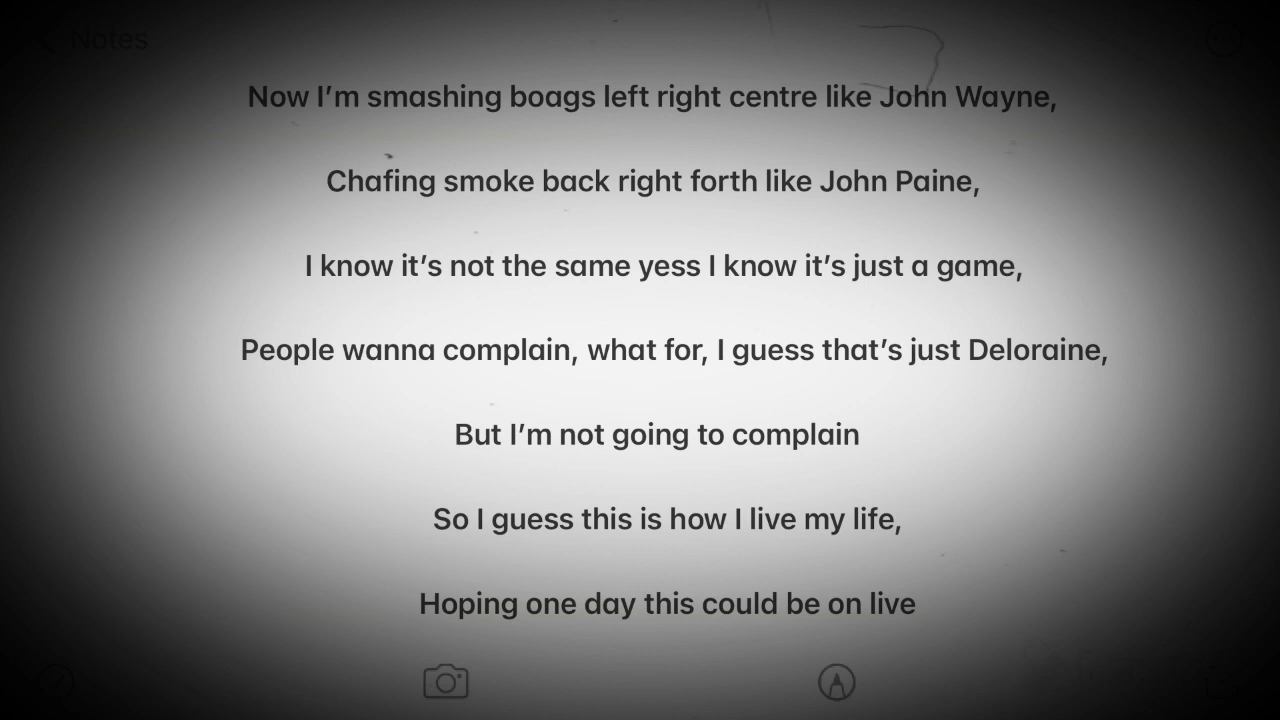 Notes
Now I’m smashing boags left right centre like John Wayne,
Chafing smoke back right forth like John Paine,
I know it’s not the same yess I know it’s just a game,
People wanna complain, what for, I guess that’s just Deloraine,
But I’m not going to complain
So I guess this is how I live my life,
Hoping one day this could be on live